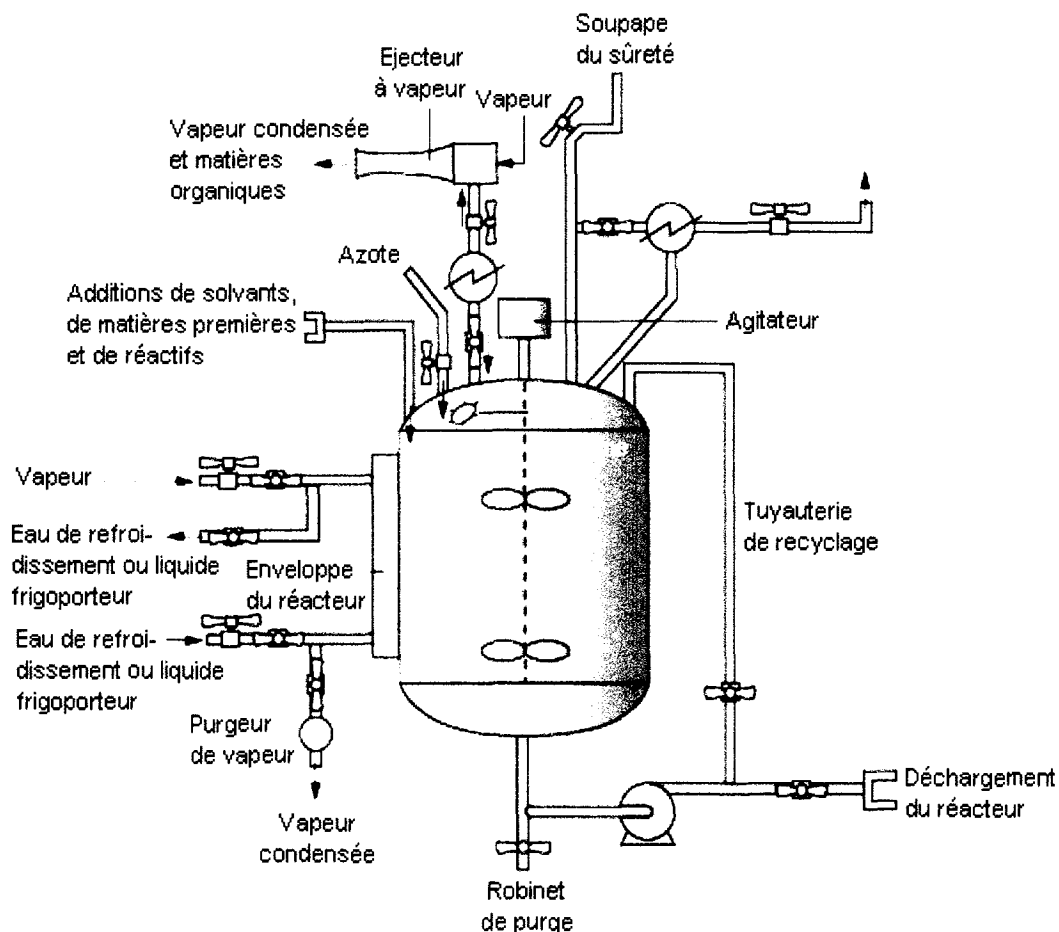 Soupape
du sûreté
Ejecteur
à vapeur
Vapeur
Vapeur condensée
et matières
organiques
Azote
Additions de solvants,
de matières premières
et de réactifs
Agitateur
Vapeur
Eau de refroi-
dissement ou liquide
frigoporteur
Enveloppe
du réacteur
Tuyauterie
de recyclage
Eau de refroi-
dissement ou liquide
frigoporteur
Purgeur
de vapeur
Vapeur
condensée
Déchargement
du réacteur
Robinet
de purge